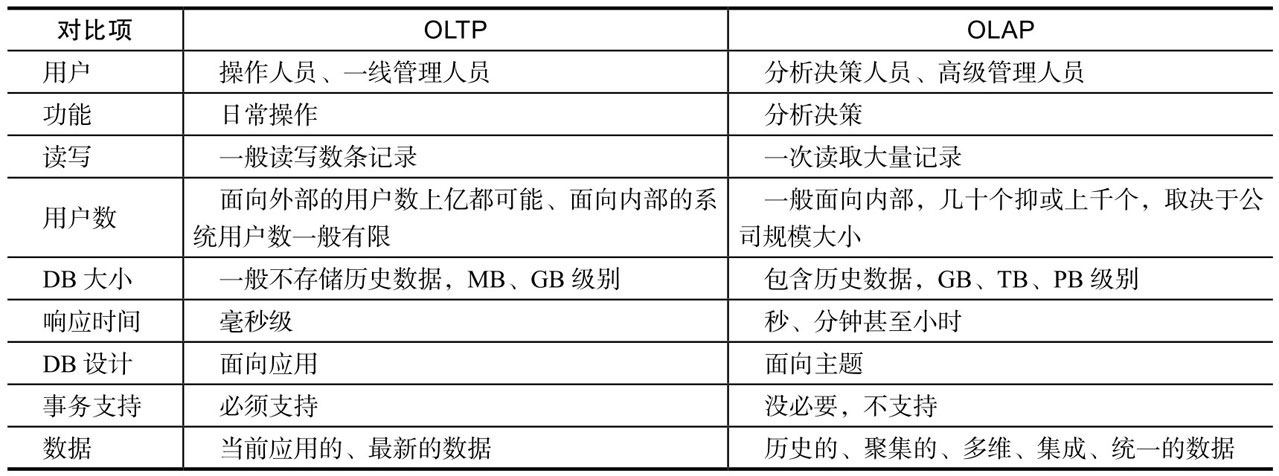 对比项 OLTP OLAP
用户 操作人员、一线管理人员 分析决策人员、高级管理人员
功能 日常操作 分析决策
读写 一般读写数条记录 一次读取大量记录
用户数 面向外部的用户数上亿都可能、面向内部的系 一般面向内部，几十个抑或上千个，取决于公
统用户数一般有限 司规模大小
DB 大小 一般不存储历史数据，MB、GB 级别 包含历史数据，GB、TB、PB 级别
响应时间 毫秒级 秒、分钟甚至小时
DB 设计 面向应用 面向主题
事务支持 必须支持 没必要，不支持
数据 当前应用的、最新的数据 历史的、聚集的、多维、集成、统一的数据